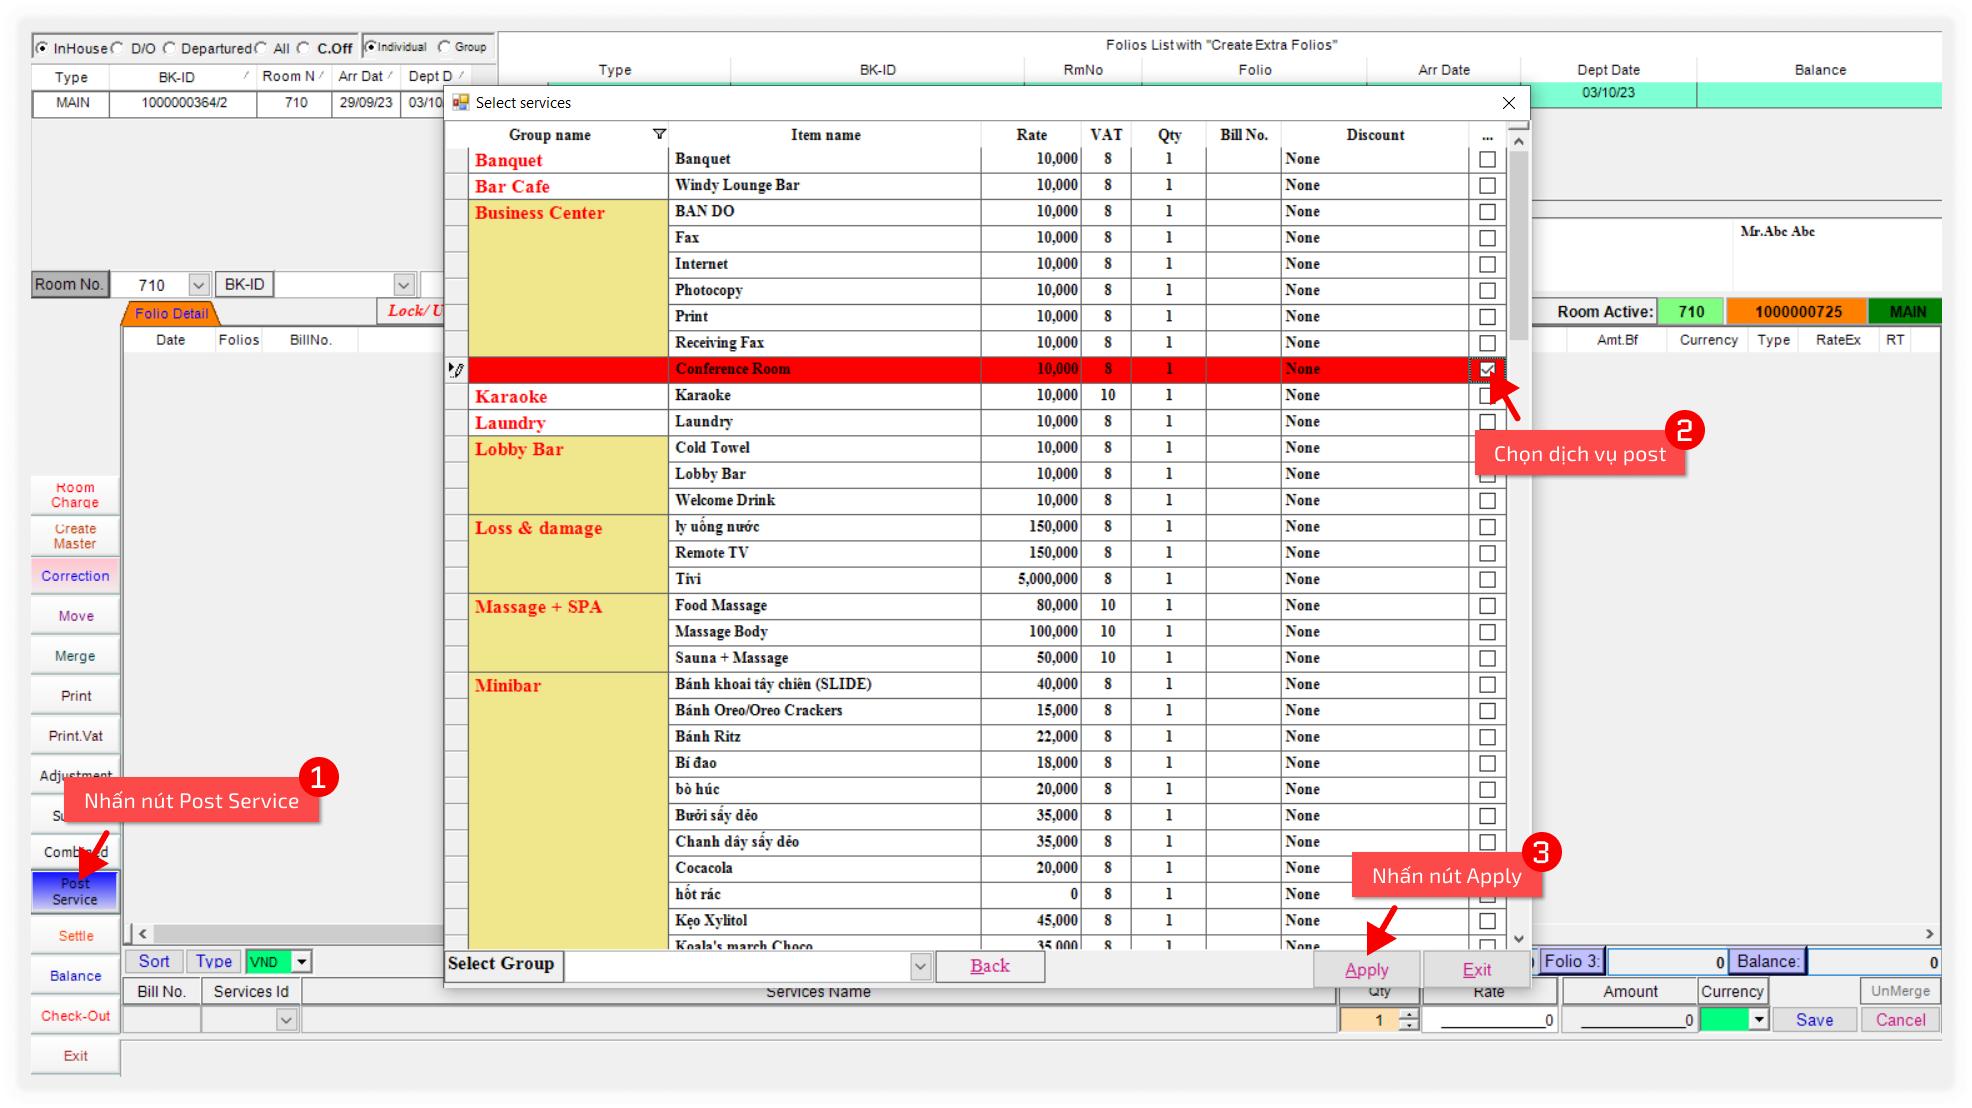 InHouse D/O Departured All C.Off Individual Group
Folios List with "Create Extra Folios"
Type BK-ID Room N Arr Dat Dept D
Type BK-ID RmNo Folio Arr Date Dept Date Balance
MAIN 1000000364/2 710 29/09/23 03/10
03/10/23
Select services
Group name Item name Rate VAT Qty Bill No. Discount ...
Banquet Banquet 10,000 8 1 None
Bar Cafe Windy Lounge Bar 10,000 8 1 None
Business Center BAN DO 10,000 8 1 None
Fax 10,000 8 1 None
Internet 10,000 8 1 None
Photocopy 10,000 8 1 None
Print 10,000 8 1 None
Receiving Fax 10,000 8 1 None
Conference Room 10,000 8 1 None
Karaoke Karaoke 10,000 10 1 None
Laundry Laundry 10,000 8 1 None
Lobby Bar Cold Towel 10,000 8 1 None
Lobby Bar 10,000 8 1 None
Welcome Drink 10,000 8 1 None
Loss & damage ly uống nước 150,000 8 1 None
Remote TV 150,000 8 1 None
Tivi 5,000,000 8 1 None
Massage + SPA Food Massage 80,000 10 1 None
Massage Body 100,000 10 1 None
Sauna + Massage 50,000 10 1 None
Minibar Bánh khoai tây chiên (SLIDE) 40,000 8 1 None
Bánh Oreo/Oreo Crackers 15,000 8 1 None
Bánh Ritz 22,000 8 1 None
Bí đao 18,000 8 1 None
bò húc 20,000 8 1 None
Bưởi sấy dẻo 35,000 8 1 None
Chanh dây sấy dẻo 35,000 8 1 None
Cocacola 20,000 8 1 None
hốt rác 0 8 1 None
Kẹo Xylitol 45,000 8 1 None
Koala's march Choco 35,000 8 1 None
Select Group Back Apply Exit
Mr.Abc Abc
Room No. 710 BK-ID
Folio Detail Lock/ U
Room Active: 710 1000000725 MAIN
Date Folios BillNo.
Amt.Bf Currency Type RateEx RT
2
Chọn dịch vụ post
Room
Charge
Create
Master
Correction
Move
Merge
Print
Print.Vat
Adjustment
1
Nhấn nút Post Service
Su
Combined
3
Nhấn nút Apply
Post
Service
Settle
Balance
Check-Out
Exit
Sort Type VND
Folio 3: 0 Balance: 0
Bill No. Services Id Services Name Qty Rate Amount Currency UnMerge
1 0 0 Save Cancel